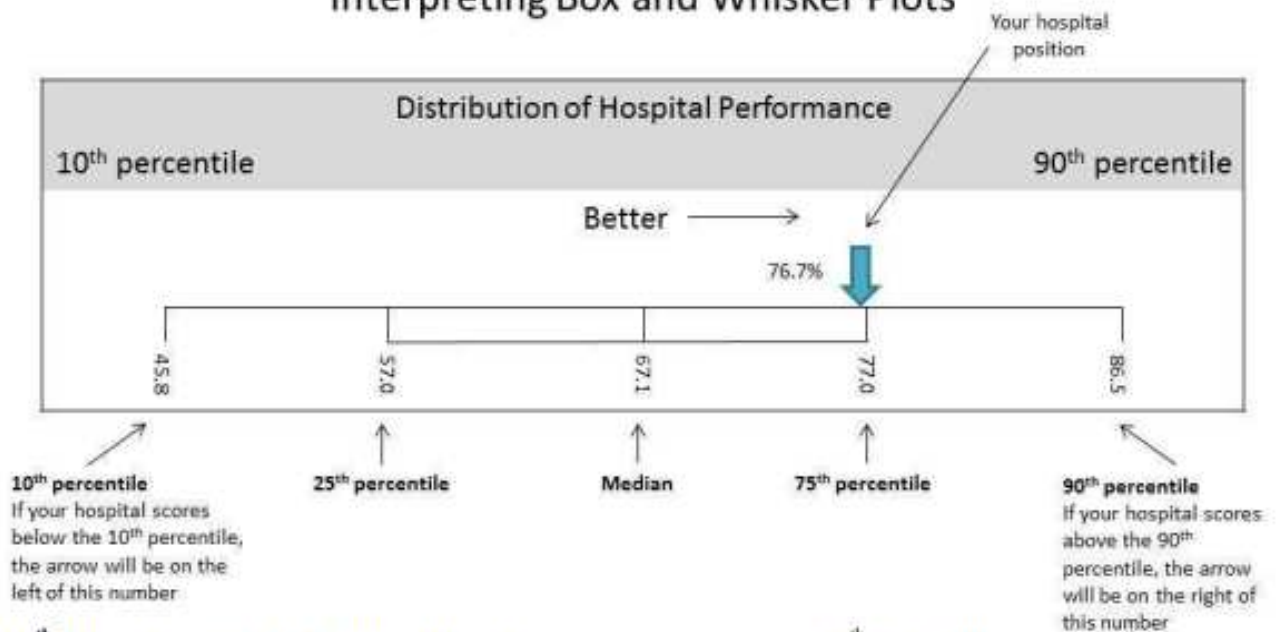 Interpreting Box and Whisker Plots
Your hospital
position
Distribution of Hospital Performance
10th percentile
90th percentile
Better
76.7%
45.8
57.0
67.1
77.0
86.5
10th percentile
If your hospital scores
below the 10th percentile,
the arrow will be on the
left of this number
25th percentile
Median
75th percentile
90th percentile
If your hospital scores
above the 90th
percentile, the arrow
will be on the right of
this number